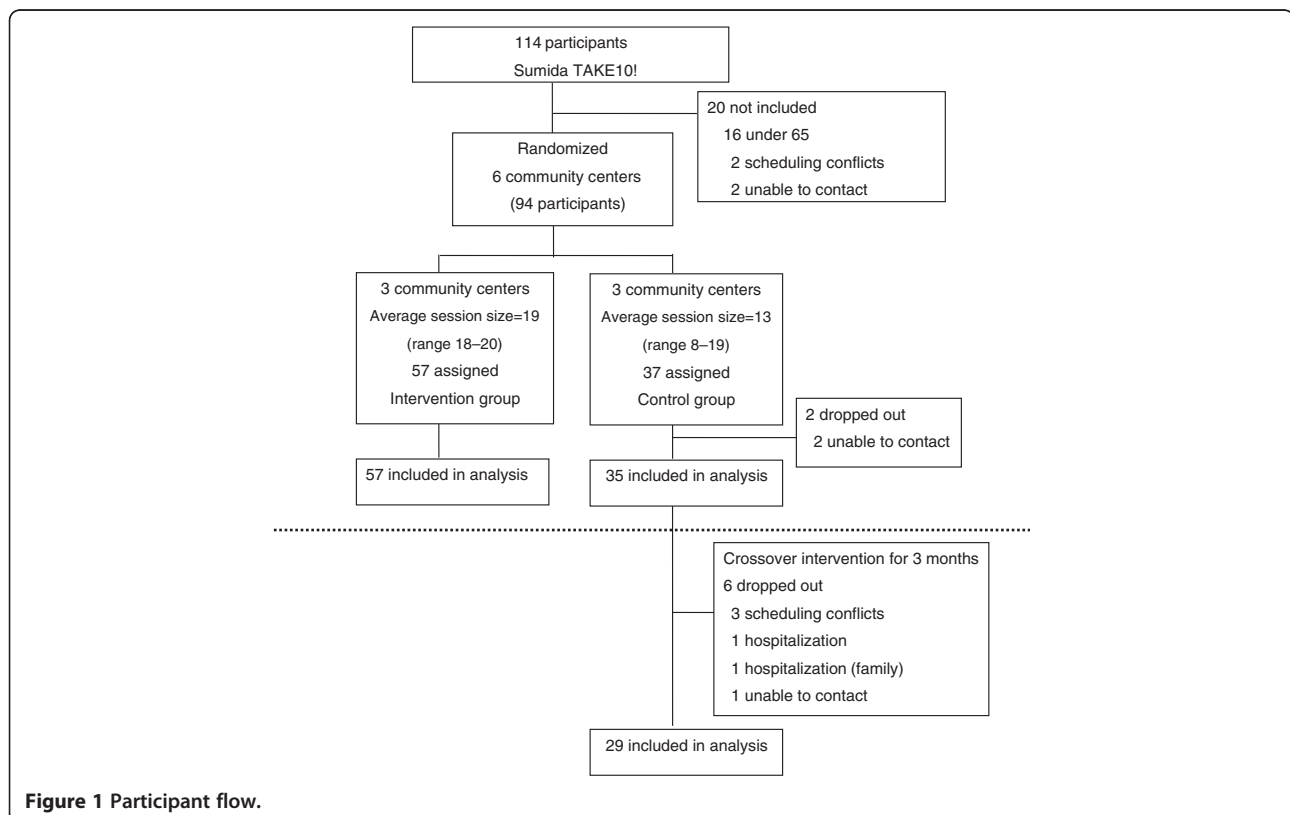 114 participants
Sumida TAKE10!
20 not included
16 under 65
2 scheduling conflicts
2 unable to contact
Randomized
6 community centers
(94 participants)
3 community centers
Average session size=19
(range 18–20)
57 assigned
Intervention group
3 community centers
Average session size=13
(range 8–19)
37 assigned
Control group
2 dropped out
2 unable to contact
57 included in analysis
35 included in analysis
Crossover intervention for 3 months
6 dropped out
3 scheduling conflicts
1 hospitalization
1 hospitalization (family)
1 unable to contact
29 included in analysis
Figure 1 Participant flow.